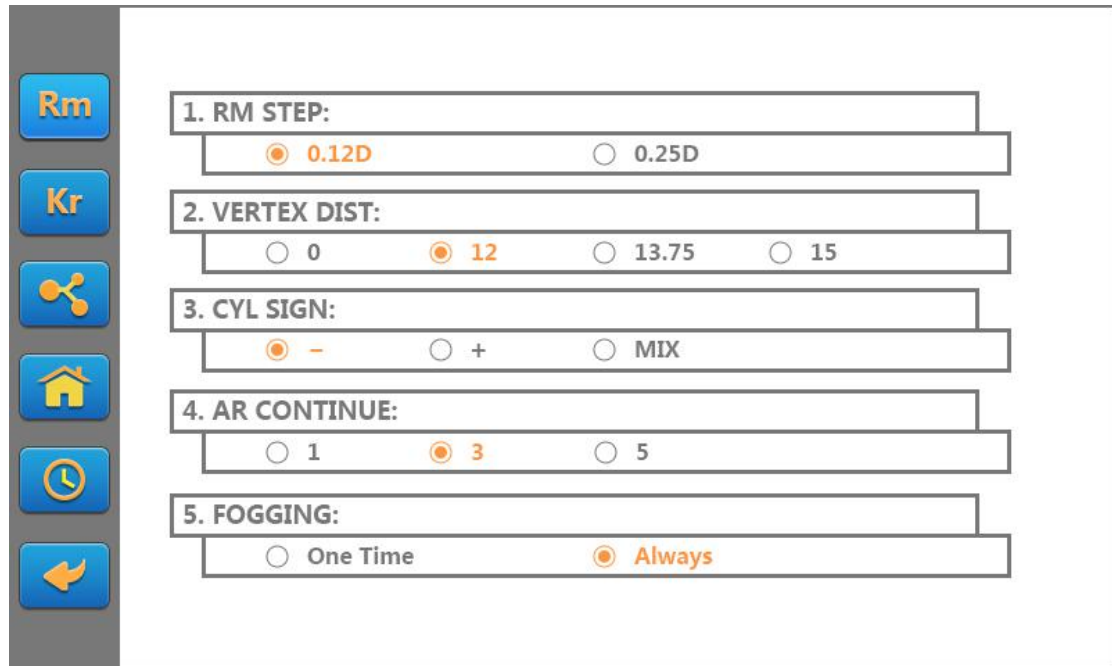 Rm
Kr
1. RM STEP:
0.12D 0.25D
2. VERTEX DIST:
0 12 13.75 15
3. CYL SIGN:
− + MIX
4. AR CONTINUE:
1 3 5
5. FOGGING:
One Time Always